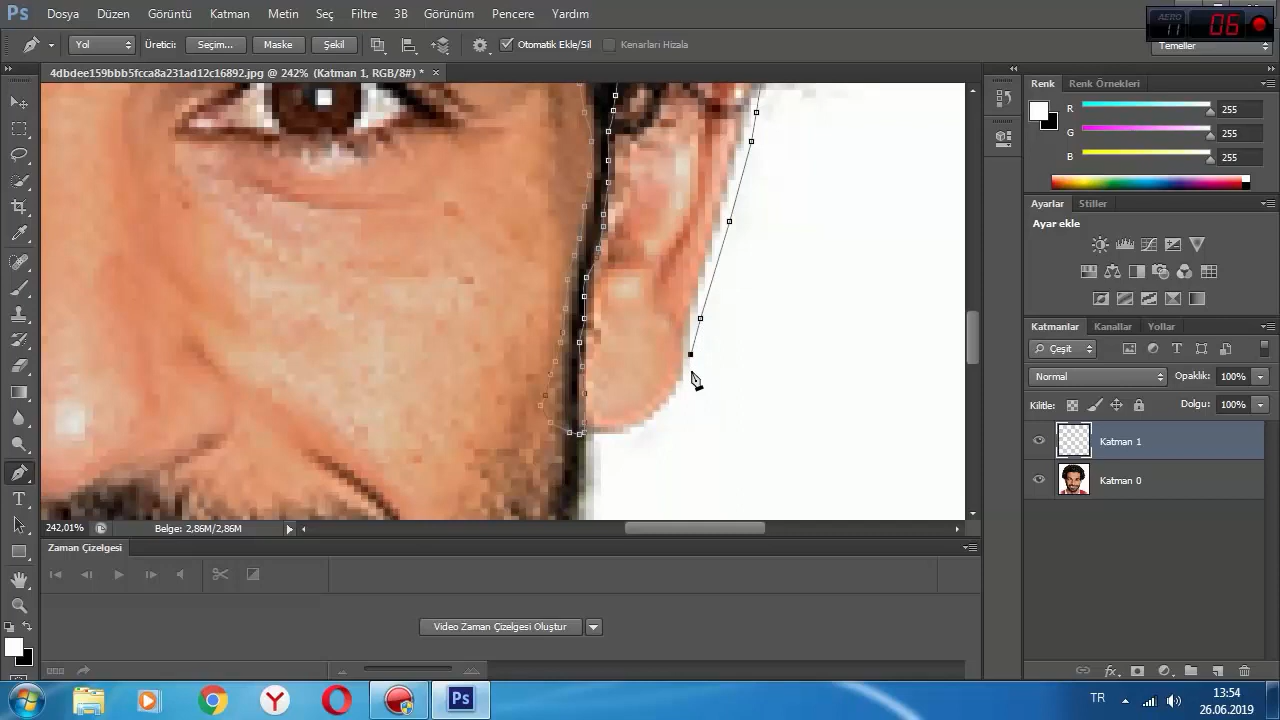 Ps Dosya Düzen Görüntü Katman Metin Seç Filtre 3B Görünüm Pencere Yardım
AERO 11 06
Yol Üretici: Seçim... Maske Şekil Otomatik Ekle/Sil Kenarları Hizala Temeller
4dbdee159bbb5fcca8a231ad12c16892.jpg @ 242% (Katman 1, RGB/8#) * ×
Renk Renk Örnekleri
R 255
G 255
B 255
Ayarlar Stiller
Ayar ekle
Katmanlar Kanallar Yollar
Çeşit
Normal Opaklık: 100%
Kilitle: Dolgu: 100%
Katman 1
Katman 0
242,01% Belge: 2,86M/2,86M
Zaman Çizelgesi
Video Zaman Çizelgesi Oluştur
TR 13:54
26.06.2019